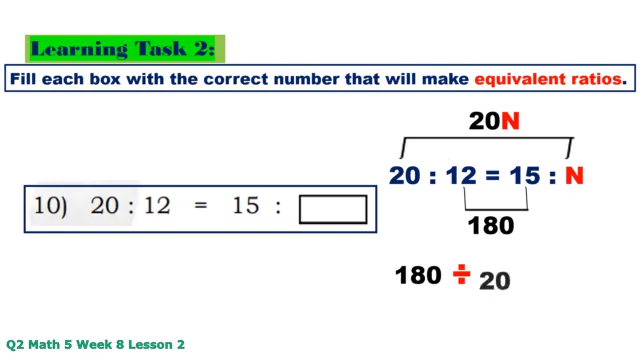 Learning Task 2:
Fill each box with the correct number that will make equivalent ratios.
20N
20 : 12 = 15 : N
10) 20 : 12 = 15 :
180
180 ÷ 20
Q2 Math 5 Week 8 Lesson 2